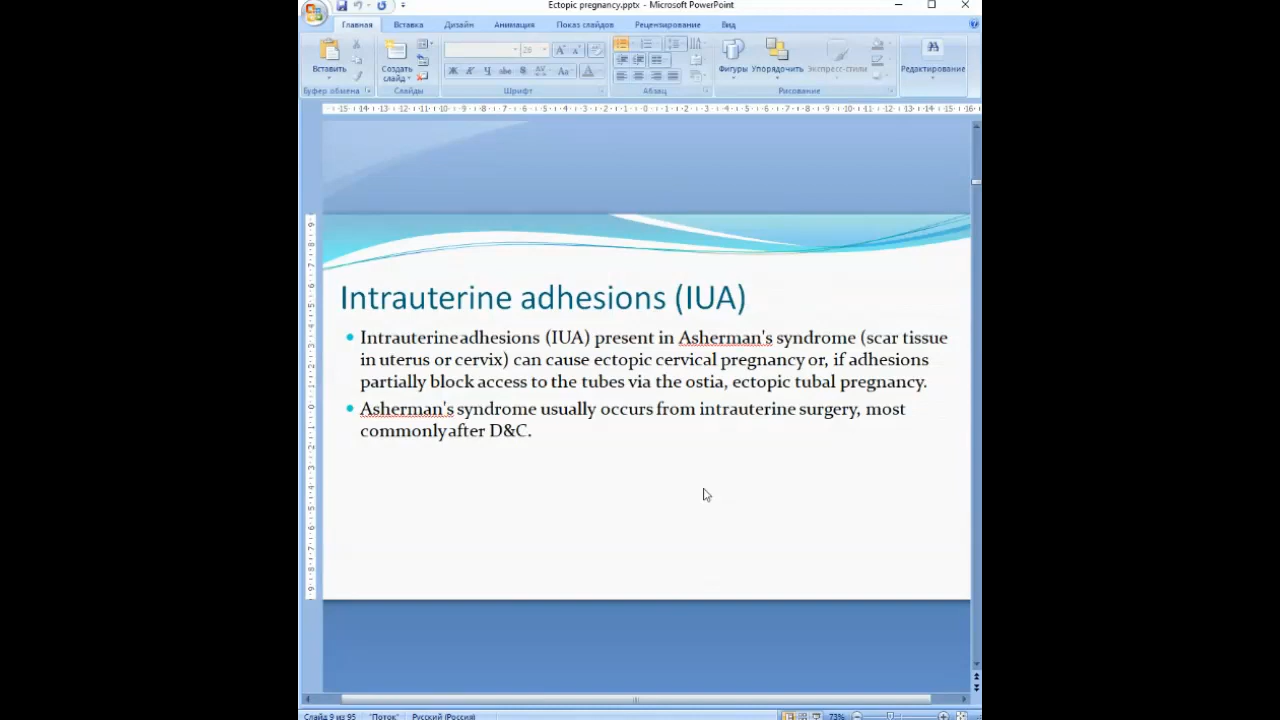 Ectopic pregnancy.pptx - Microsoft PowerPoint
Главная Вставка Дизайн Анимация Показ слайдов Рецензирование Вид
Вставить Создать слайд Фигуры Упорядочить Экспресс-стили Редактирование
Буфер обмена Слайды Шрифт Абзац Рисование
Intrauterine adhesions (IUA)
Intrauterine adhesions (IUA) present in Asherman's syndrome (scar tissue
in uterus or cervix) can cause ectopic cervical pregnancy or, if adhesions
partially block access to the tubes via the ostia, ectopic tubal pregnancy.
Asherman's syndrome usually occurs from intrauterine surgery, most
commonly after D&C.
Слайд 9 из 95 "Поток" Русский (Россия) 73%